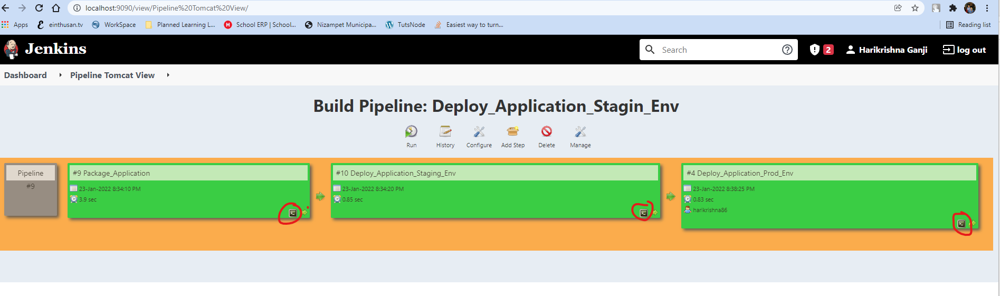 localhost:9090/view/Pipeline%20Tomcat%20View/
Apps einthusan.tv WorkSpace Planned Learning L... School ERP | School... Nizampet Municipa... TutsNode Easiest way to turn... Reading list
Jenkins Search 2 Harikrishna Ganji log out
Dashboard Pipeline Tomcat View
Build Pipeline: Deploy_Application_Stagin_Env
Run History Configure Add Step Delete Manage
Pipeline
#9
#9 Package_Application
23-Jan-2022 8:34:10 PM
3.9 sec
#10 Deploy_Application_Staging_Env
23-Jan-2022 8:34:20 PM
0.85 sec
#4 Deploy_Application_Prod_Env
23-Jan-2022 8:38:25 PM
0.83 sec
harikrishna86